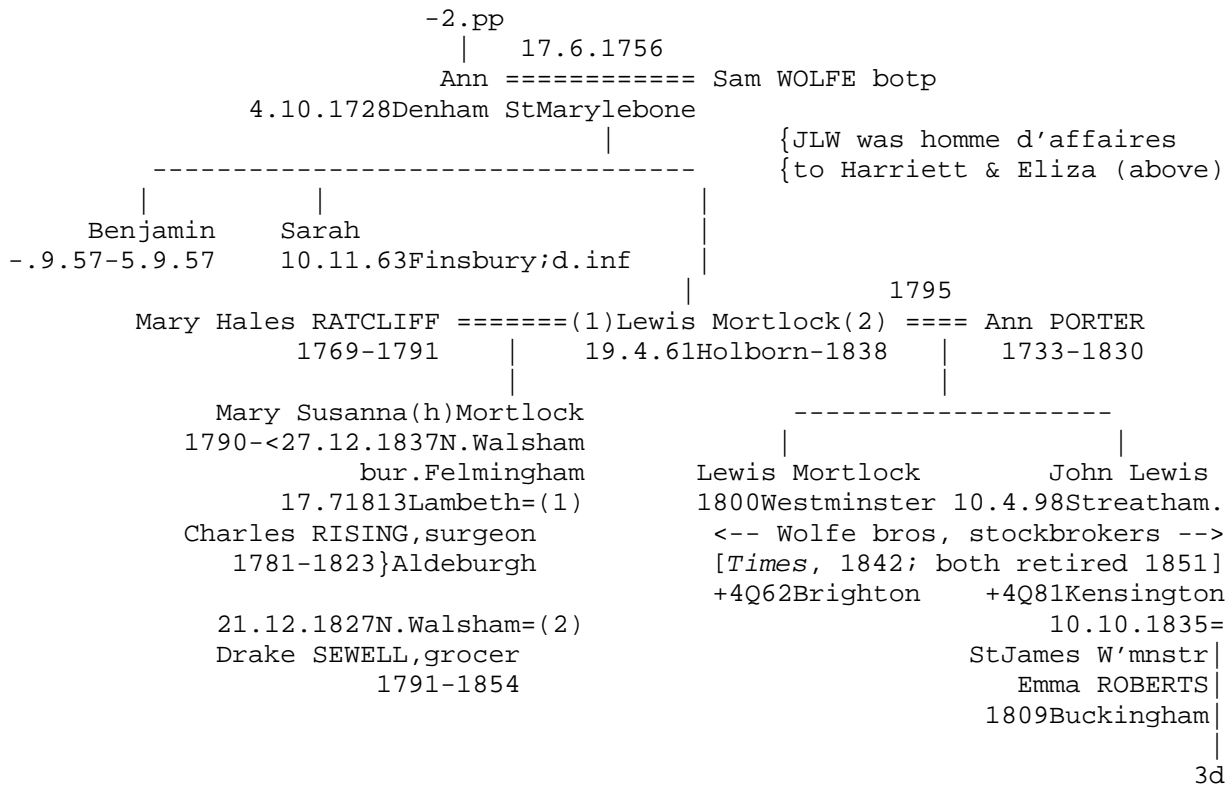 -2.pp
| 17.6.1756
Ann ============ Sam WOLFE botp
4.10.1728Denham StMarylebone
| {JLW was homme d'affaires
---------------------------------- {to Harriett & Eliza (above)
| | |
Benjamin Sarah |
-.9.57-5.9.57 10.11.63Finsbury;d.inf |
| 1795
Mary Hales RATCLIFF =======(1)Lewis Mortlock(2) ==== Ann PORTER
1769-1791 | 19.4.61Holborn-1838 | 1733-1830
| |
Mary Susanna(h)Mortlock --------------------
1790-<27.12.1837N.Walsham | |
bur.Felmingham Lewis Mortlock John Lewis
17.71813Lambeth=(1) 1800Westminster 10.4.98Streatham.
Charles RISING,surgeon <-- Wolfe bros, stockbrokers -->
1781-1823}Aldeburgh [Times, 1842; both retired 1851]
+4Q62Brighton +4Q81Kensington
21.12.1827N.Walsham=(2) 10.10.1835=
Drake SEWELL,grocer StJames W'mnstr|
1791-1854 Emma ROBERTS|
1809Buckingham|
|
3d